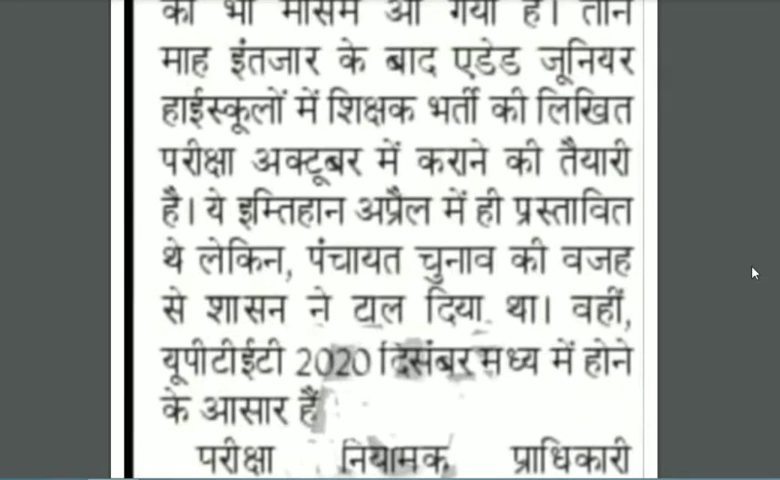 को भी मौसम आ गया है। तीन
माह इंतजार के बाद एडेड जूनियर
हाईस्कूलों में शिक्षक भर्ती की लिखित
परीक्षा अक्टूबर में कराने की तैयारी
है। ये इम्तिहान अप्रैल में ही प्रस्तावित
थे लेकिन, पंचायत चुनाव की वजह
से शासन ने टाल दिया था। वहीं,
यूपीटीईटी 2020 दिसंबर मध्य में होने
के आसार हैं
परीक्षा नियामक प्राधिकारी